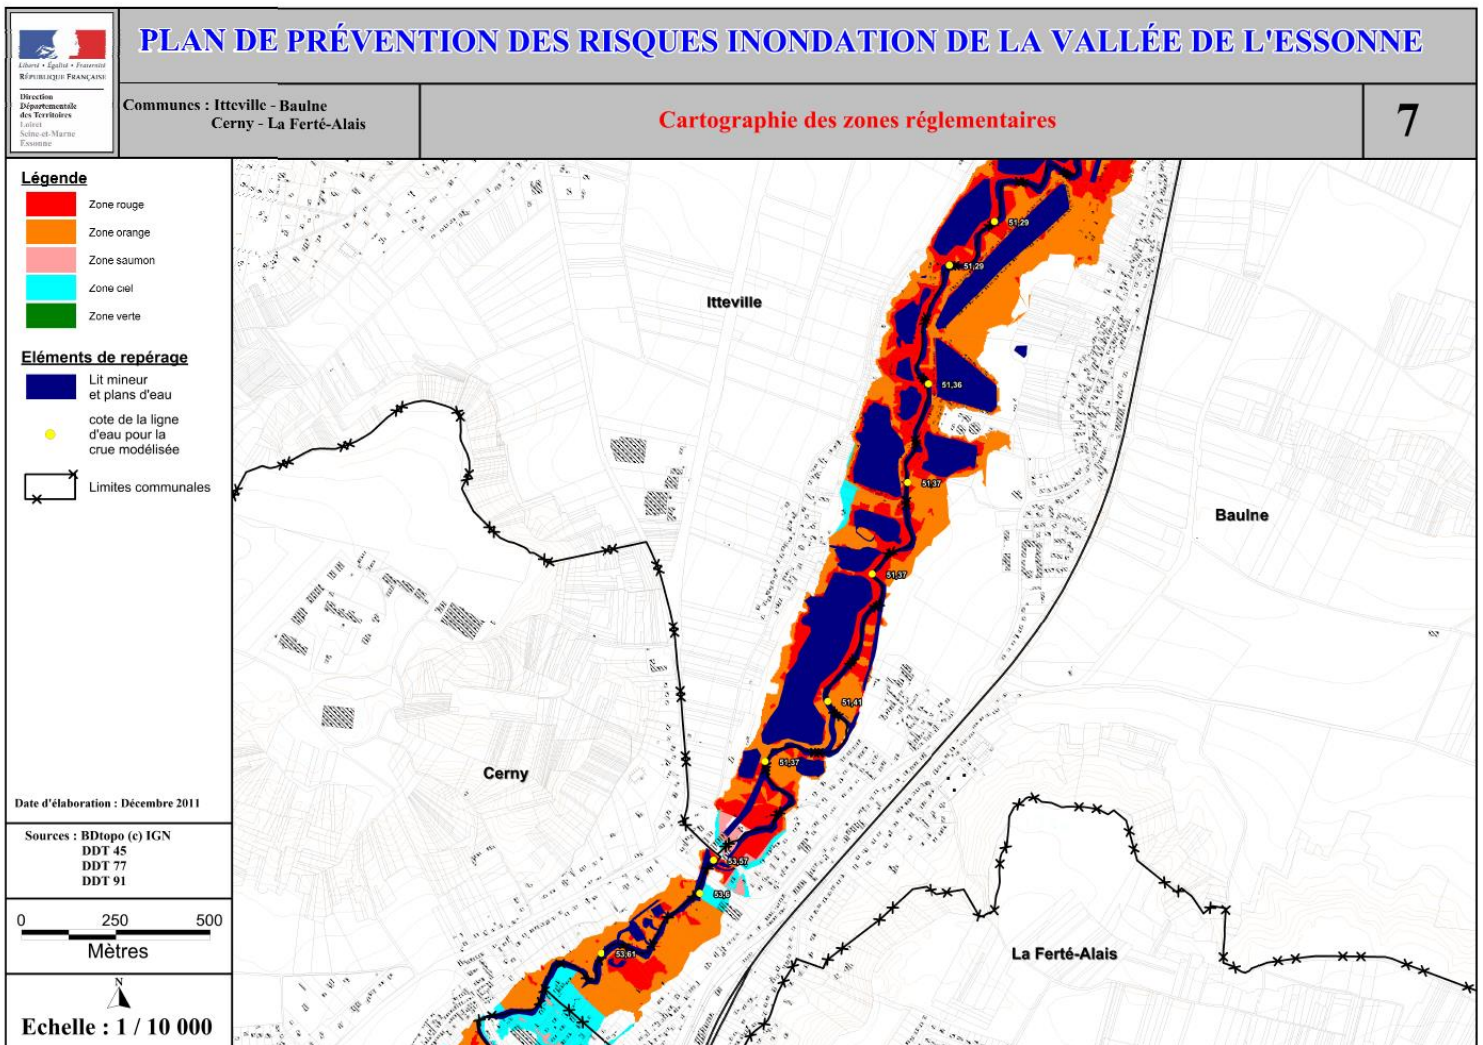 PLAN DE PRÉVENTION DES RISQUES INONDATION DE LA VALLÉE DE L'ESSONNE
Liberté • Égalité • Fraternité
RÉPUBLIQUE FRANÇAISE
Direction
Départementale
des Territoires
Loiret
Seine-et-Marne
Essonne
Communes : Itteville - Baulne
Cerny - La Ferté-Alais
Cartographie des zones réglementaires
7
Légende
Zone rouge
Zone orange
Zone saumon
Zone ciel
Zone verte
Eléments de repérage
Lit mineur
et plans d'eau
cote de la ligne
d'eau pour la
crue modélisée
Limites communales
Date d'élaboration : Décembre 2011
Sources : BDtopo (c) IGN
DDT 45
DDT 77
DDT 91
0 250 500
Mètres
N
Echelle : 1 / 10 000
51,29
51,29
Itteville
51,36
51,37
Baulne
51,37
51,41
51,37
Cerny
53,57
53,6
53,61
La Ferté-Alais